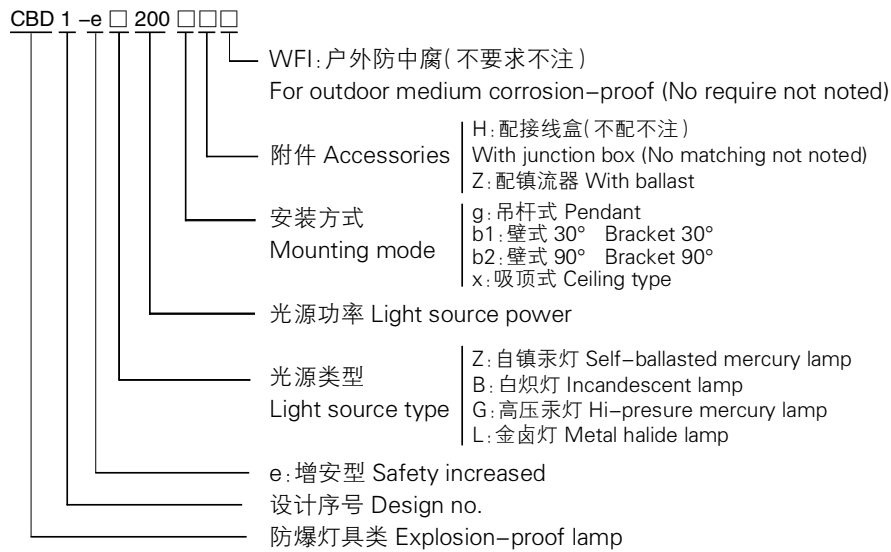 CBD 1 -e □ 200 □□□
WF1:户外防中腐(不要求不注)
For outdoor medium corrosion-proof (No require not noted)
附件 Accessories
H:配接线盒(不配不注)
With junction box (No matching not noted)
Z:配镇流器 With ballast
安装方式
Mounting mode
g:吊杆式 Pendant
b1:壁式 30° Bracket 30°
b2:壁式 90° Bracket 90°
x:吸顶式 Ceiling type
光源功率 Light source power
光源类型
Light source type
Z:自镇汞灯 Self-ballasted mercury lamp
B:白炽灯 Incandescent lamp
G:高压汞灯 Hi-presure mercury lamp
L:金卤灯 Metal halide lamp
e:增安型 Safety increased
设计序号 Design no.
防爆灯具类 Explosion-proof lamp